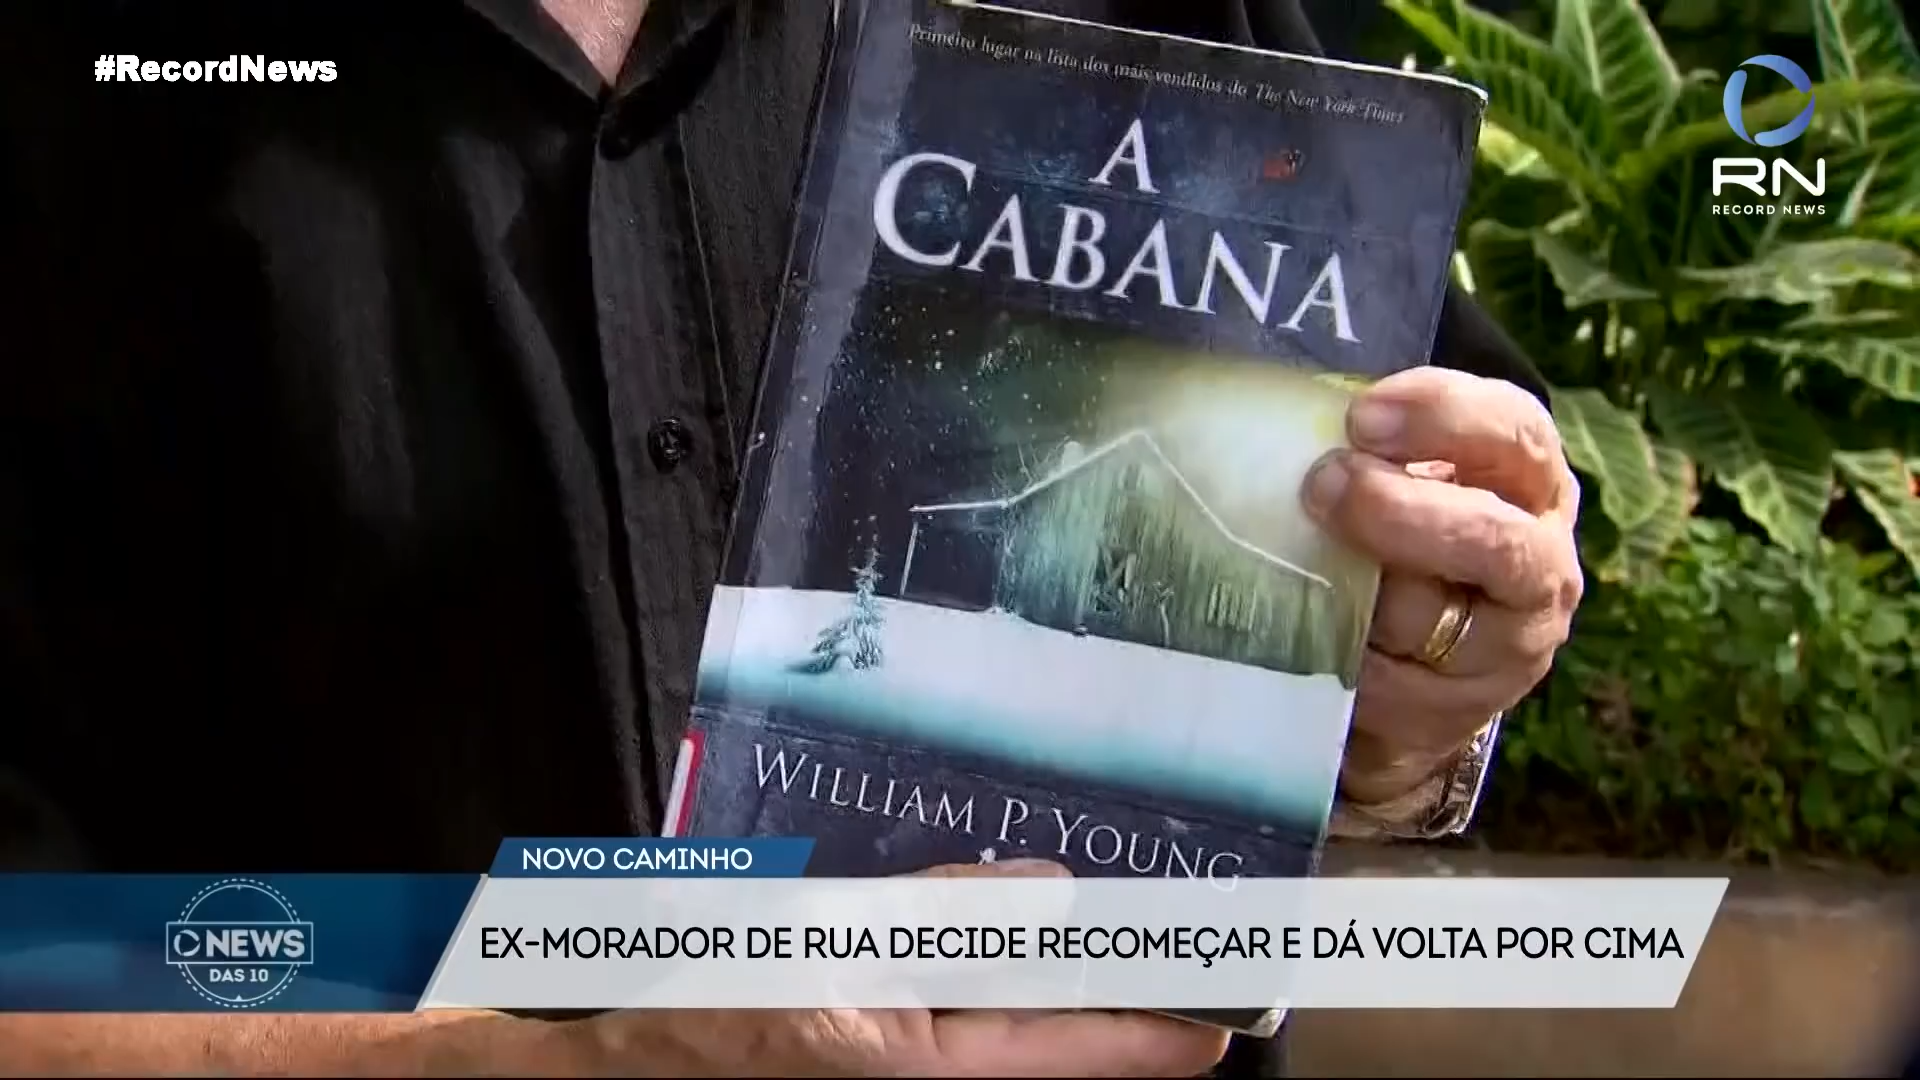 #RecordNews
RN
RECORD NEWS
Primeiro lugar na lista dos mais vendidos do The New York Times
A
CABANA
WILLIAM P. YOUNG
NOVO CAMINHO
EX-MORADOR DE RUA DECIDE RECOMEÇAR E DÁ VOLTA POR CIMA
NEWS
DAS 10